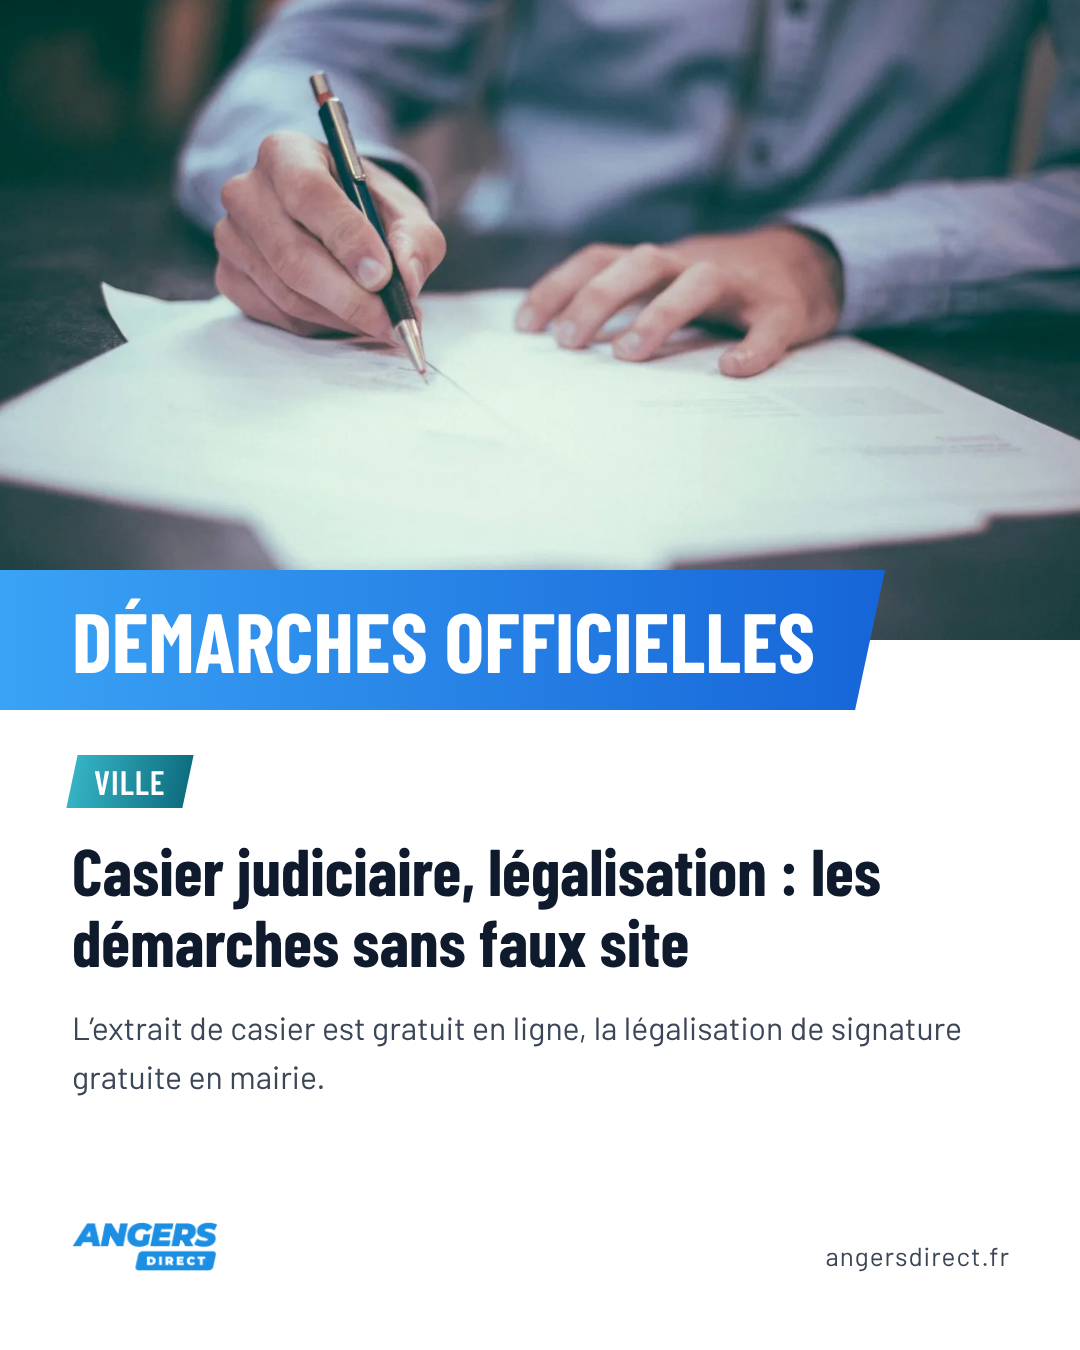 DÉMARCHES OFFICIELLES
VILLE
Casier judiciaire, légalisation : les
démarches sans faux site
L’extrait de casier est gratuit en ligne, la légalisation de signature
gratuite en mairie.
ANGERS
DIRECT
angersdirect.fr